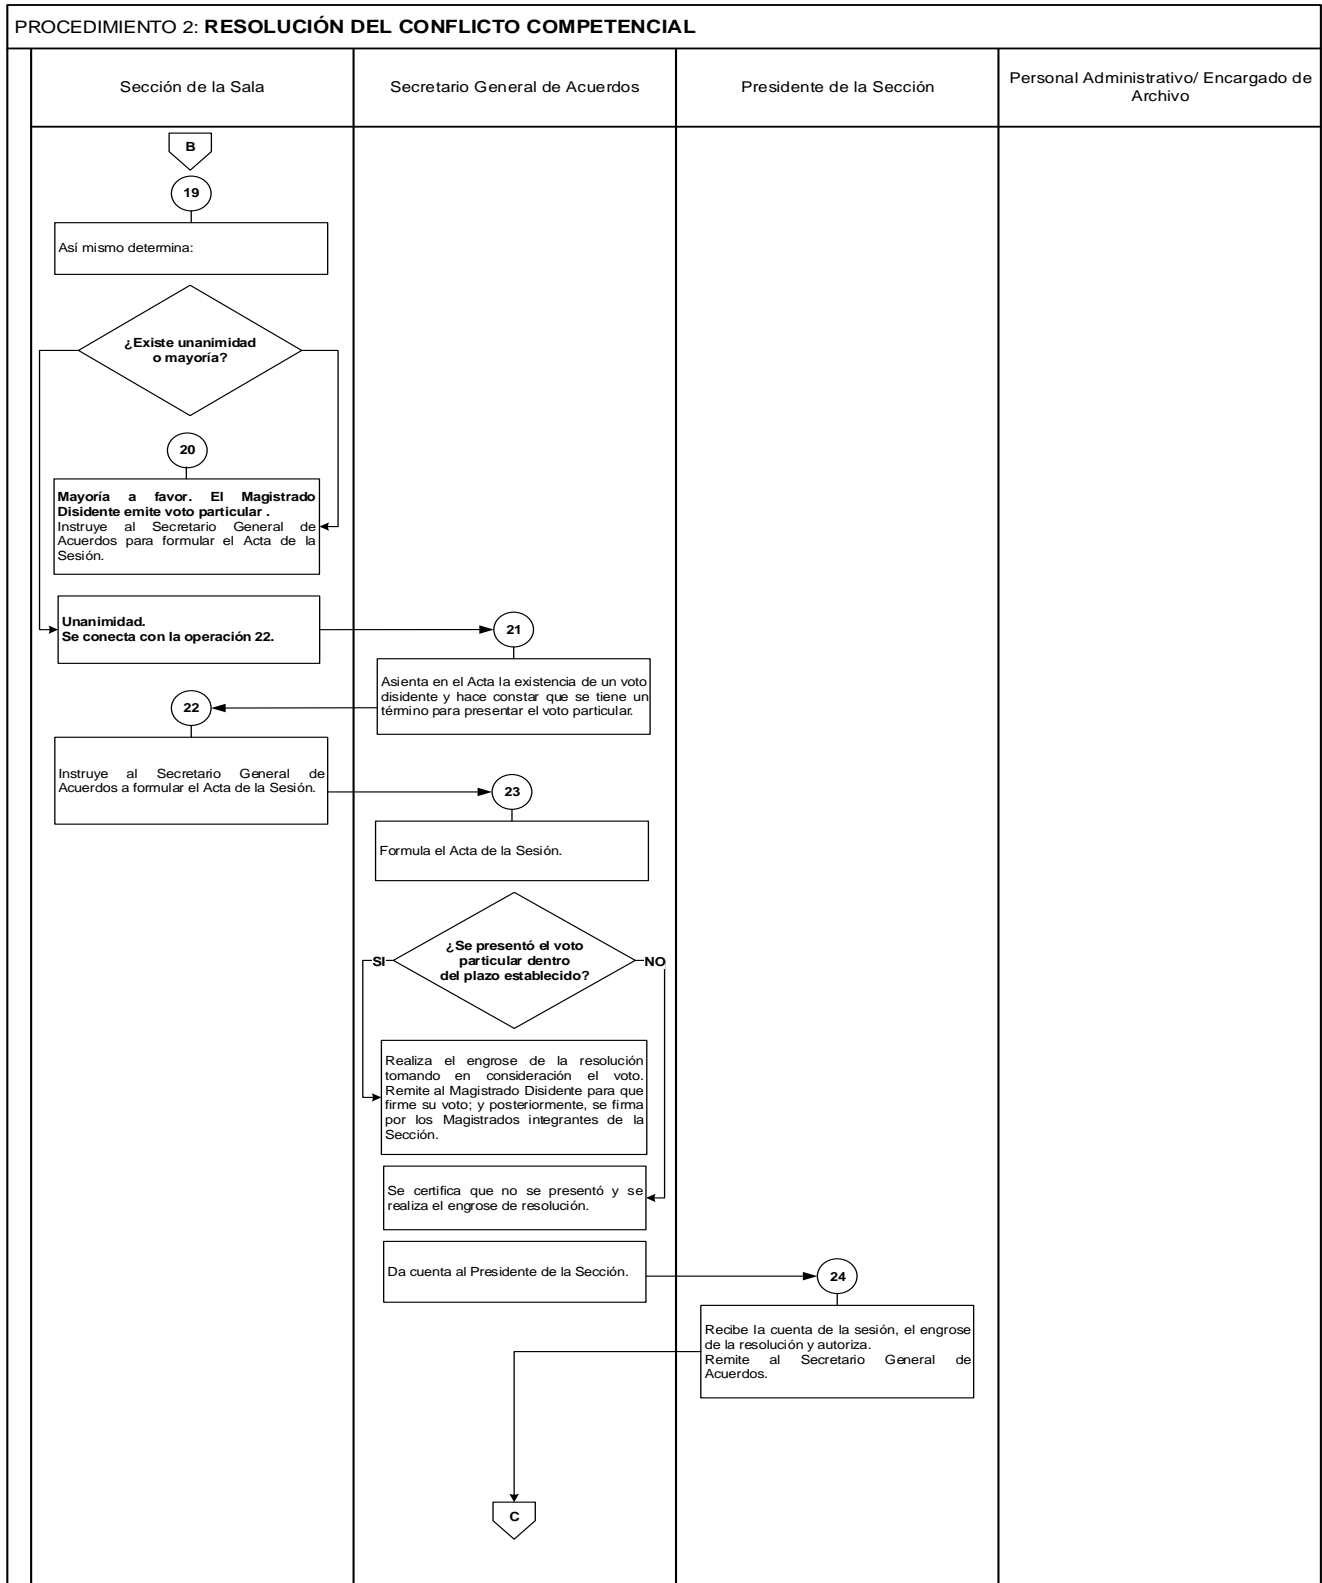 PROCEDIMIENTO 2: RESOLUCIÓN DEL CONFLICTO COMPETENCIAL
Sección de la Sala
Secretario General de Acuerdos
Presidente de la Sección
Personal Administrativo/ Encargado de
Archivo
B
19
Así mismo determina:
¿Existe unanimidad
o mayoría?
20
Mayoría a favor. El Magistrado
Disidente emite voto particular .
Instruye al Secretario General de
Acuerdos para formular el Acta de la
Sesión.
Unanimidad.
Se conecta con la operación 22.
21
Asienta en el Acta la existencia de un voto
disidente y hace constar que se tiene un
término para presentar el voto particular.
22
Instruye al Secretario General de
Acuerdos a formular el Acta de la Sesión.
23
Formula el Acta de la Sesión.
¿Se presentó el voto
particular dentro
del plazo establecido?
SI
NO
Realiza el engrose de la resolución
tomando en consideración el voto.
Remite al Magistrado Disidente para que
firme su voto; y posteriormente, se firma
por los Magistrados integrantes de la
Sección.
Se certifica que no se presentó y se
realiza el engrose de resolución.
Da cuenta al Presidente de la Sección.
24
Recibe la cuenta de la sesión, el engrose
de la resolución y autoriza.
Remite al Secretario General de
Acuerdos.
C